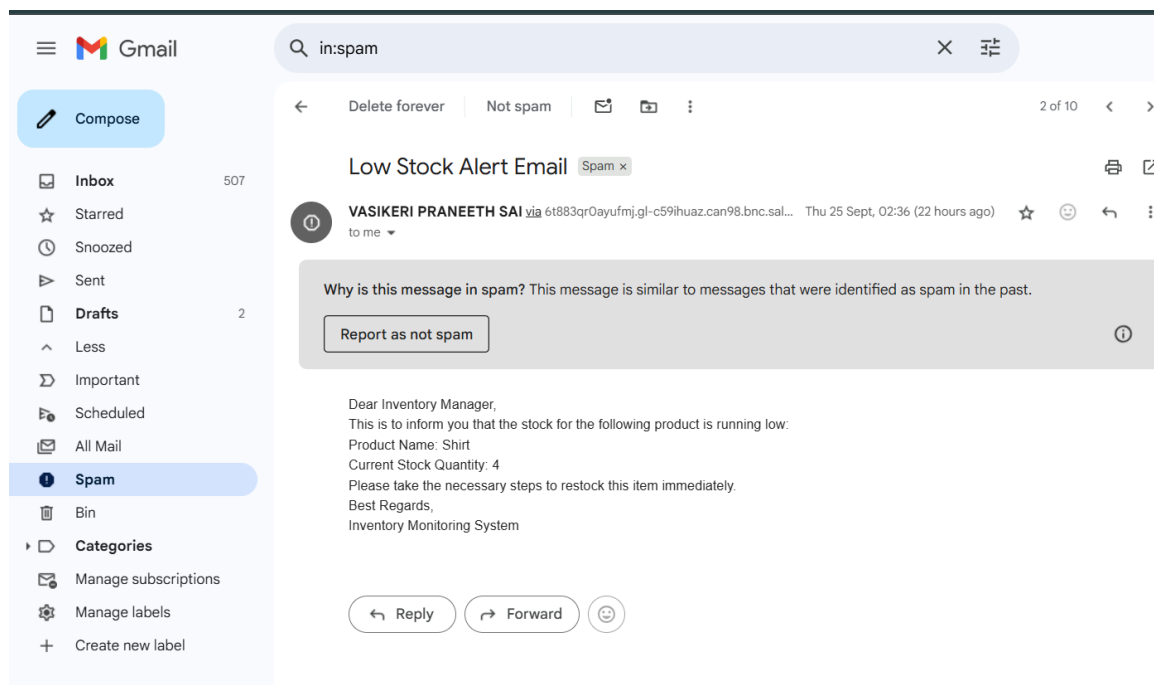 Gmail
in:spam
Compose
Delete forever
Not spam
2 of 10
Inbox 507
Starred
Snoozed
Sent
Drafts 2
Less
Important
Scheduled
All Mail
Spam
Bin
Categories
Manage subscriptions
Manage labels
Create new label
Low Stock Alert Email Spam ×
VASIKERI PRANEETH SAI via 6t883qr0ayufmj.gl-c59ihuaz.can98.bnc.sal... Thu 25 Sept, 02:36 (22 hours ago)
to me
Why is this message in spam? This message is similar to messages that were identified as spam in the past.
Report as not spam
Dear Inventory Manager,
This is to inform you that the stock for the following product is running low:
Product Name: Shirt
Current Stock Quantity: 4
Please take the necessary steps to restock this item immediately.
Best Regards,
Inventory Monitoring System
Reply
Forward